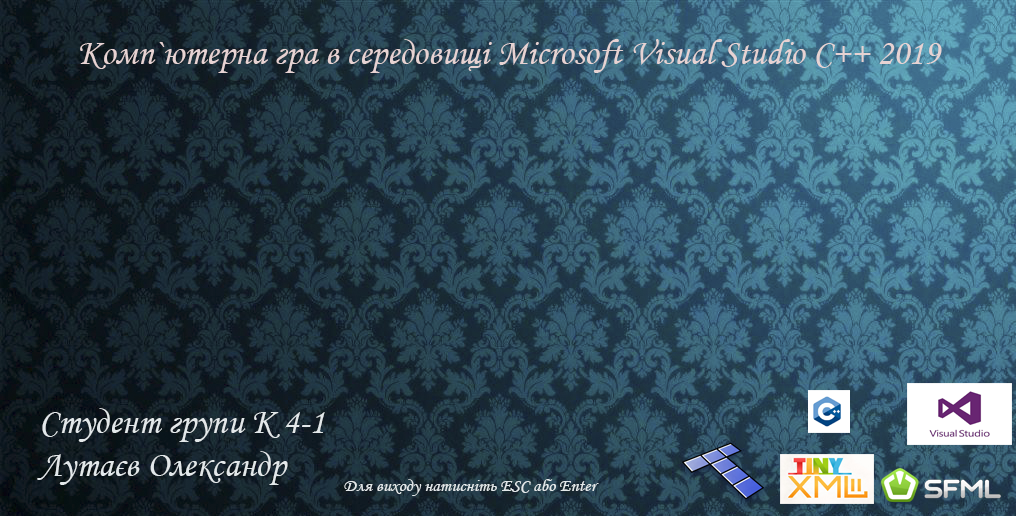 Комп`ютерна гра в середовищі Microsoft Visual Studio C++ 2019
Студент групи К 4-1
Лутаєв Олександр
Для виходу натисніть ESC або Enter
C++
Visual Studio
TINY
XML
SFML